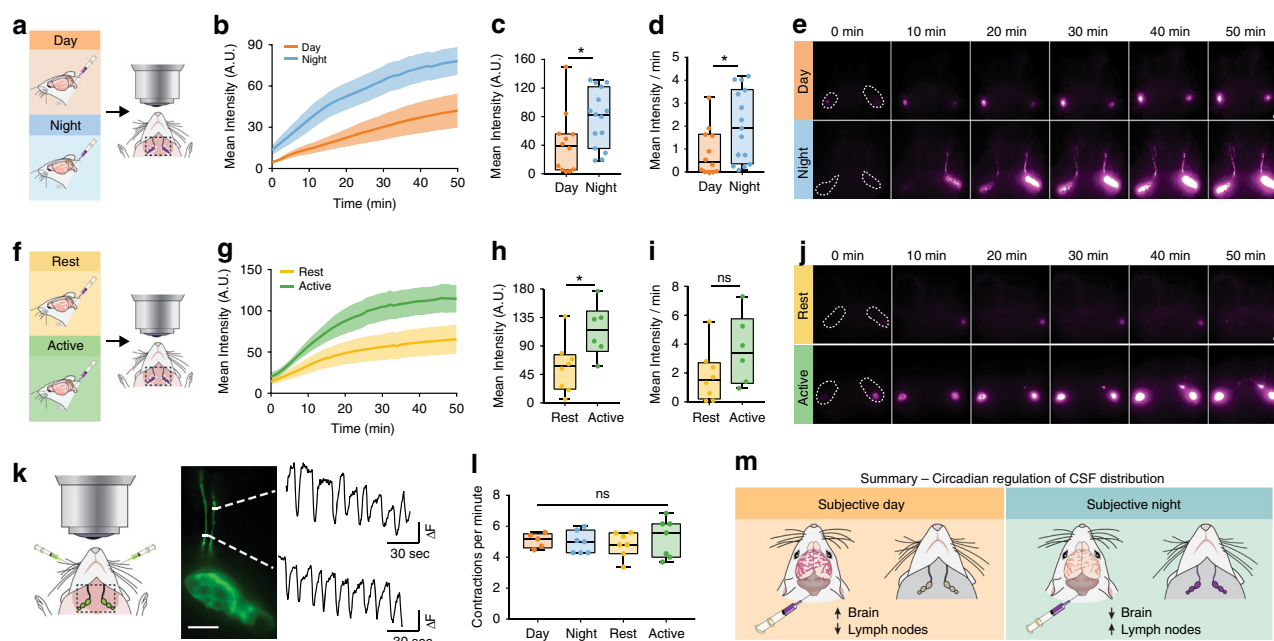 a
Day
Night
b
Mean Intensity (A.U.)
90
60
30
0
Day
Night
0 10 20 30 40 50
Time (min)
c
Mean Intensity (A.U.)
160
120
80
40
0
*
Day Night
d
Mean Intensity / min
5
4
3
2
1
0
*
Day Night
e
0 min 10 min 20 min 30 min 40 min 50 min
Day
Night
f
Rest
Active
g
Mean Intensity (A.U.)
150
100
50
0
Rest
Active
0 10 20 30 40 50
Time (min)
h
Mean Intensity (A.U.)
180
135
90
45
0
*
Rest Active
i
Mean Intensity / min
8
6
4
2
0
ns
Rest Active
j
0 min 10 min 20 min 30 min 40 min 50 min
Rest
Active
k
ΔF
30 sec
ΔF
l
Contractions per minute
8
6
4
2
0
ns
Day Night Rest Active
m
Summary – Circadian regulation of CSF distribution
Subjective day
Subjective night
↑ Brain
↓ Lymph nodes
↓ Brain
↑ Lymph nodes